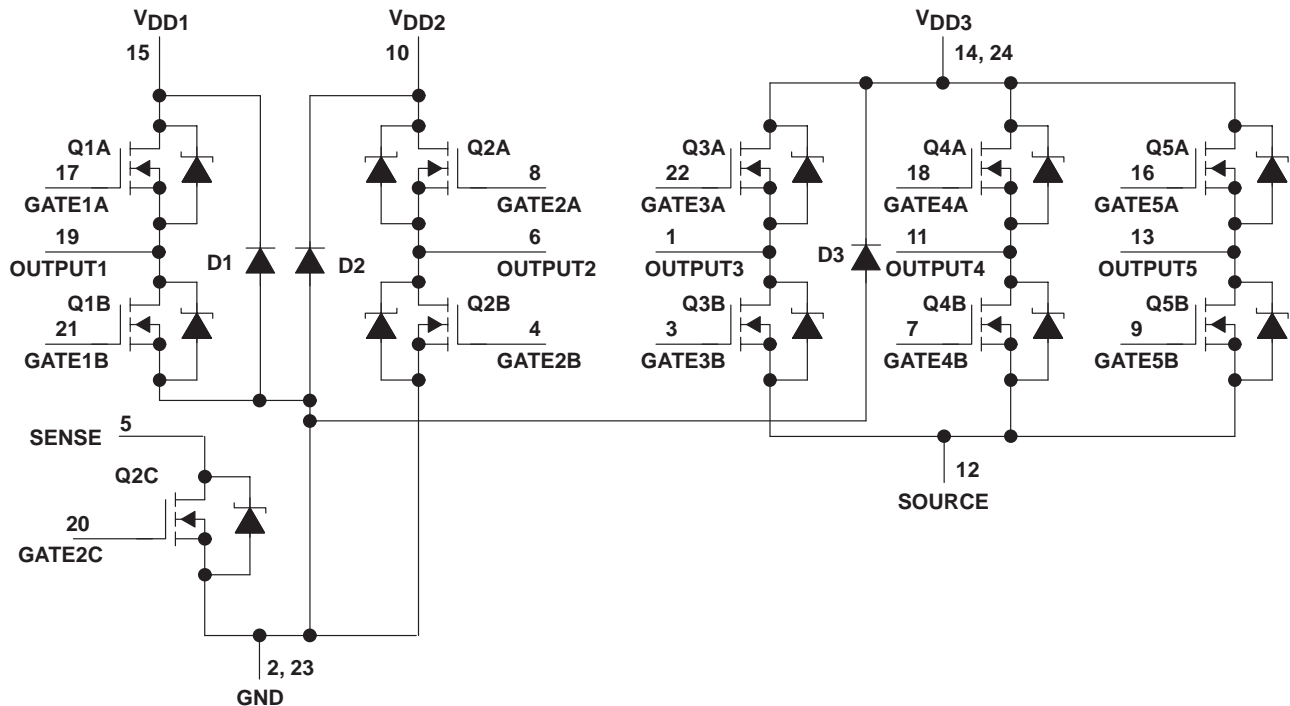 VDD1
VDD2
VDD3
15
10
14, 24
Q1A
Q2A
Q3A
Q4A
Q5A
17
8
22
18
16
GATE1A
GATE2A
GATE3A
GATE4A
GATE5A
19
6
1
11
13
OUTPUT1
D1
D2
OUTPUT2
OUTPUT3
D3
OUTPUT4
OUTPUT5
Q1B
Q2B
Q3B
Q4B
Q5B
21
4
3
7
9
GATE1B
GATE2B
GATE3B
GATE4B
GATE5B
5
SENSE
Q2C
12
SOURCE
20
GATE2C
2, 23
GND